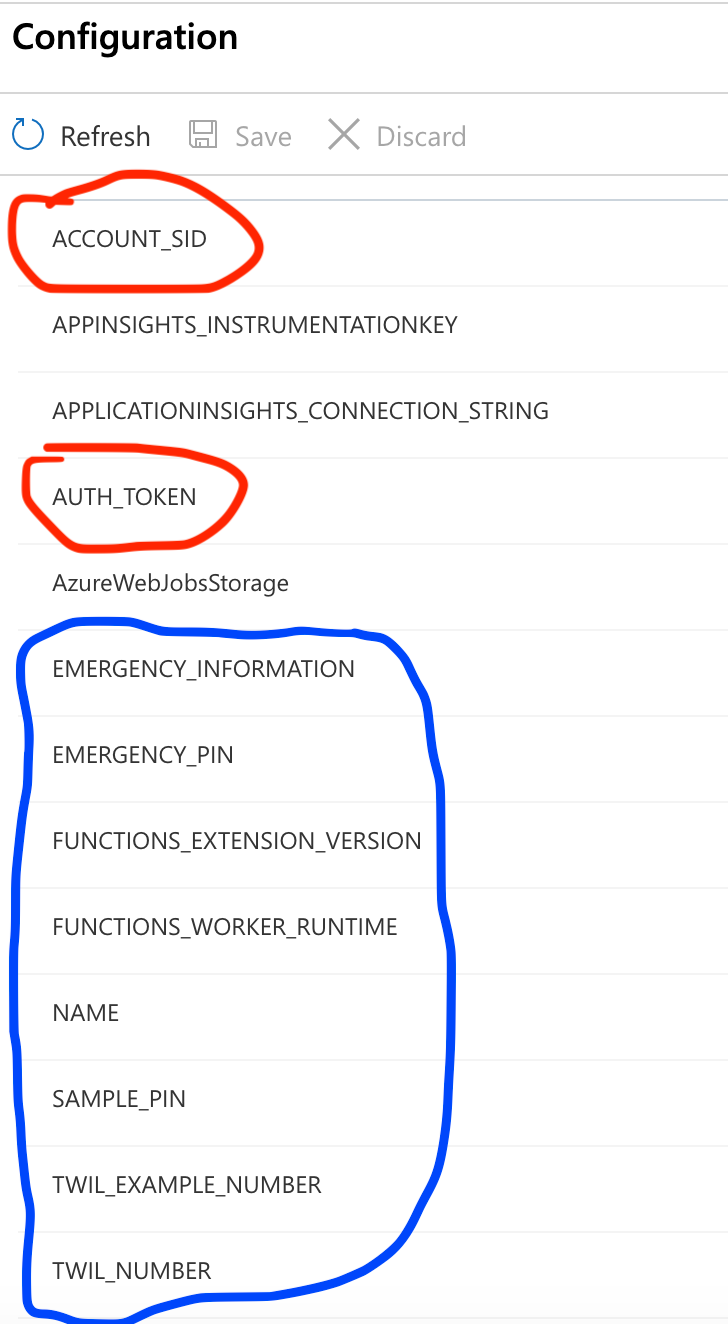 Configuration
Refresh Save Discard
ACCOUNT_SID
APPINSIGHTS_INSTRUMENTATIONKEY
APPLICATIONINSIGHTS_CONNECTION_STRING
AUTH_TOKEN
AzureWebJobsStorage
EMERGENCY_INFORMATION
EMERGENCY_PIN
FUNCTIONS_EXTENSION_VERSION
FUNCTIONS_WORKER_RUNTIME
NAME
SAMPLE_PIN
TWIL_EXAMPLE_NUMBER
TWIL_NUMBER